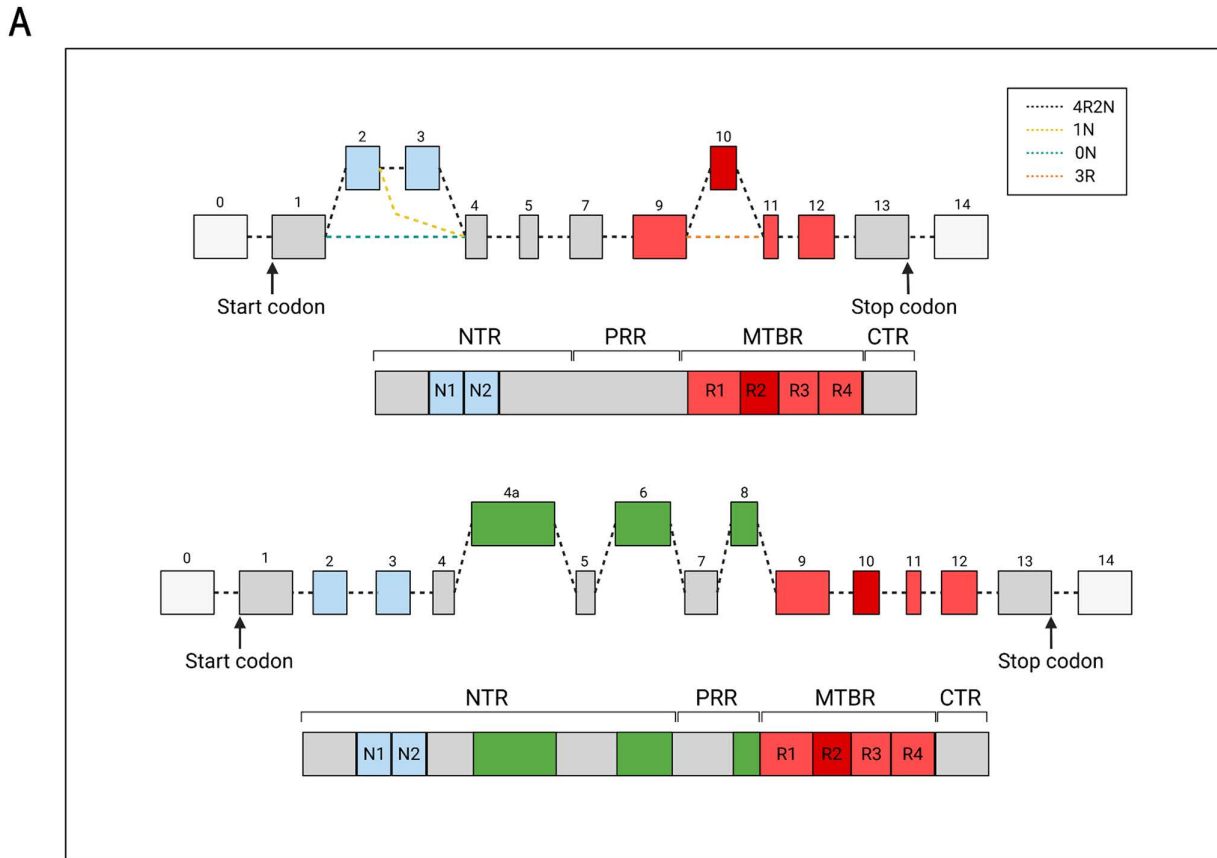 A
4R2N
1N
0N
3R
2 3 10
0 1 4 5 7 9 11 12 13 14
Start codon Stop codon
NTR PRR MTBR CTR
N1 N2 R1 R2 R3 R4
4a 6 8
0 1 2 3 4 5 7 9 10 11 12 13 14
Start codon Stop codon
NTR PRR MTBR CTR
N1 N2 R1 R2 R3 R4